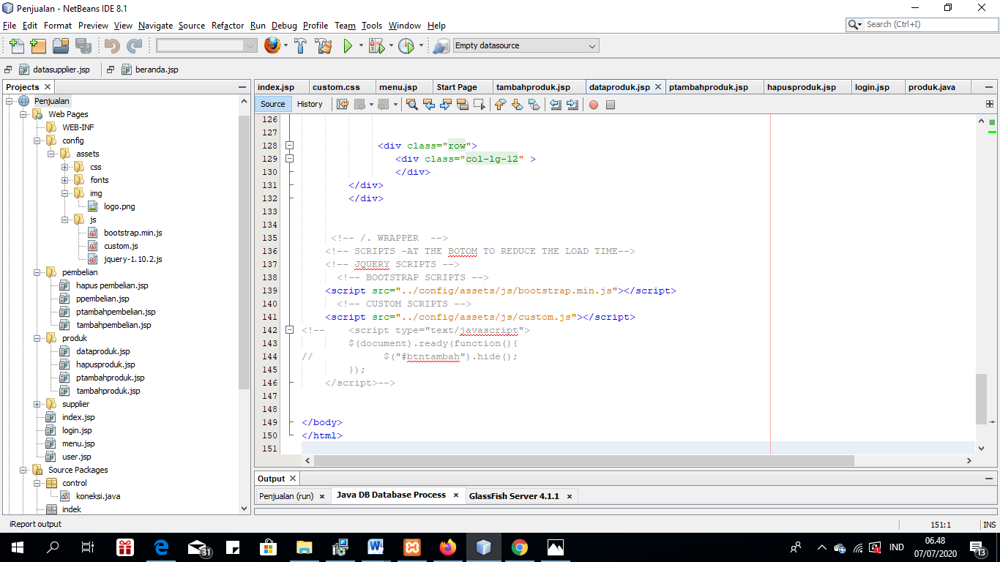 Penjualan - NetBeans IDE 8.1
File Edit Format Preview View Navigate Source Refactor Run Debug Profile Team Tools Window Help
Search (Ctrl+I)
Empty datasource
datasupplier.jsp beranda.jsp
Projects
Penjualan
Web Pages
WEB-INF
config
assets
css
fonts
img
logo.png
js
bootstrap.min.js
custom.js
jquery-1.10.2.js
pembelian
hapus pembelian.jsp
ppembelian.jsp
ptambahpembelian.jsp
tambahpembelian.jsp
produk
dataproduk.jsp
hapusproduk.jsp
ptambahproduk.jsp
tambahproduk.jsp
supplier
index.jsp
login.jsp
menu.jsp
user.jsp
Source Packages
control
koneksi.java
indek
index.jsp custom.css menu.jsp Start Page tambahproduk.jsp dataproduk.jsp ptambahproduk.jsp hapusproduk.jsp login.jsp produk.java
Source History
126
127
128 <div class="row">
129 <div class="col-lg-12" >
130 </div>
131 </div>
132 </div>
133
134
135 <!-- /. WRAPPER -->
136 <!-- SCRIPTS -AT THE BOTOM TO REDUCE THE LOAD TIME-->
137 <!-- JQUERY SCRIPTS -->
138 <!-- BOOTSTRAP SCRIPTS -->
139 <script src="../config/assets/js/bootstrap.min.js"></script>
140 <!-- CUSTOM SCRIPTS -->
141 <script src="../config/assets/js/custom.js"></script>
142 <!-- <script type="text/javascript">
143 $(document).ready(function(){
144 // $("#btntambah").hide();
145 });
146 </script>-->
147
148
149 </body>
150 </html>
151
Output
Penjualan (run) Java DB Database Process GlassFish Server 4.1.1
iReport output
151:1 INS
31
IND
06.48
07/07/2020
13